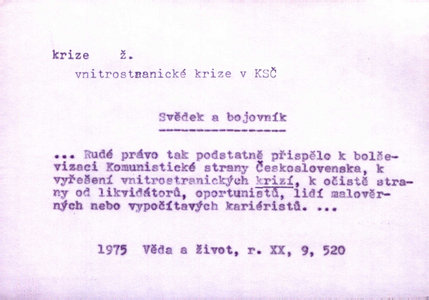 krize ž.
vnitrostranické krize v KSČ
Svědek a bojovník
... Rudé právo tak podstatně přispělo k bolše-
vizaci Komunistické strany Československa, k
vyřešení vnitrostranických krizí, k očistě stra-
ny od likvidátorů, oportunistů, lidí malověr-
ných nebo vypočítavých kariéristů. ...
1975 Věda a život, r. XX, 9, 520